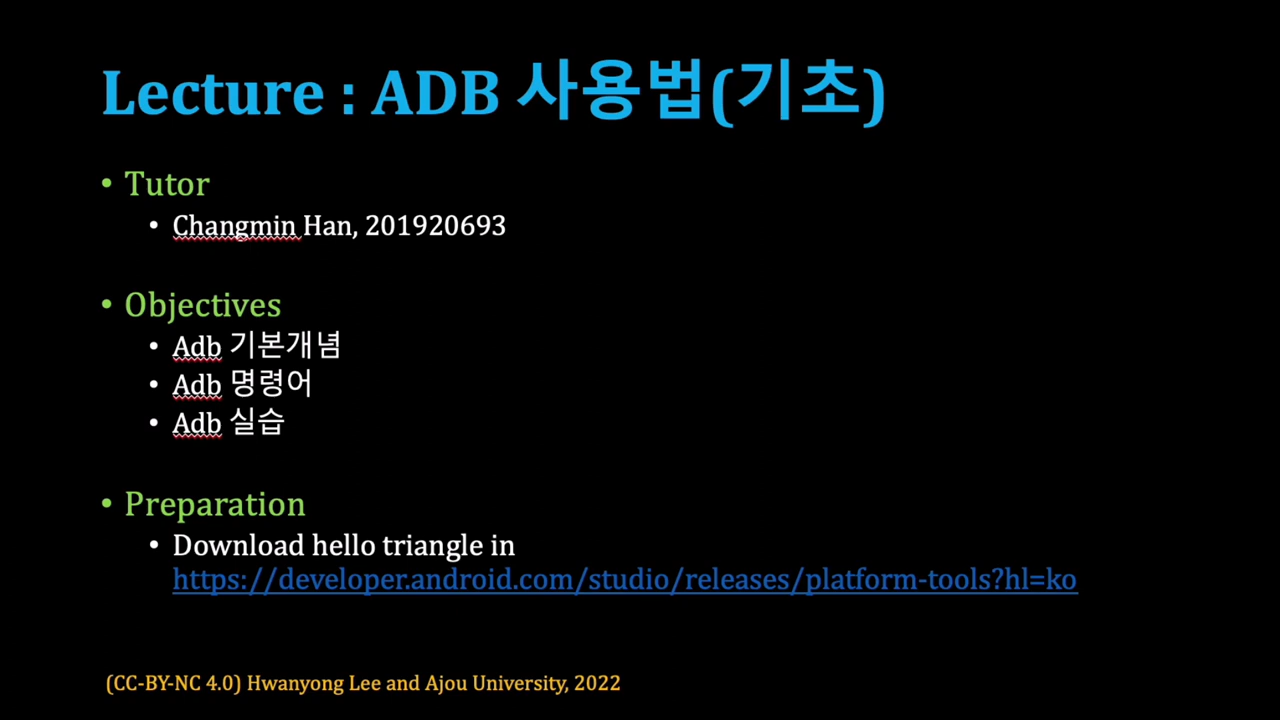 Lecture : ADB 사용법(기초)
• Tutor
• Changmin Han, 201920693
• Objectives
• Adb 기본개념
• Adb 명령어
• Adb 실습
• Preparation
• Download hello triangle in
https://developer.android.com/studio/releases/platform-tools?hl=ko
(CC-BY-NC 4.0) Hwanyong Lee and Ajou University, 2022